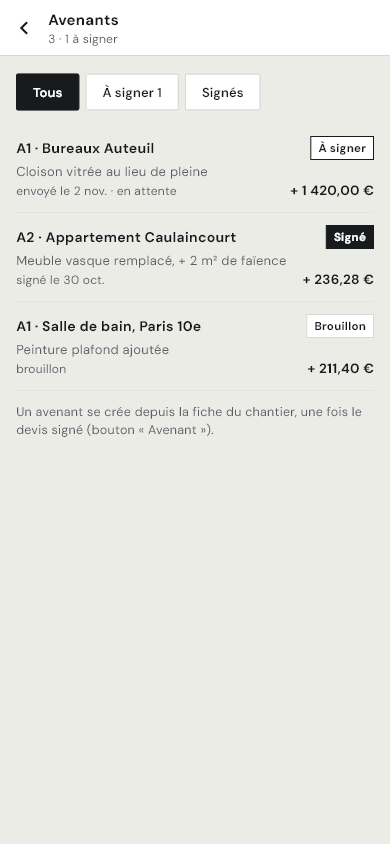 Avenants
3 · 1 à signer
Tous
À signer 1
Signés
A1 · Bureaux Auteuil
À signer
Cloison vitrée au lieu de pleine
envoyé le 2 nov. · en attente
+ 1 420,00 €
A2 · Appartement Caulaincourt
Signé
Meuble vasque remplacé, + 2 m² de faïence
signé le 30 oct.
+ 236,28 €
A1 · Salle de bain, Paris 10e
Brouillon
Peinture plafond ajoutée
brouillon
+ 211,40 €
Un avenant se crée depuis la fiche du chantier, une fois le
devis signé (bouton « Avenant »).